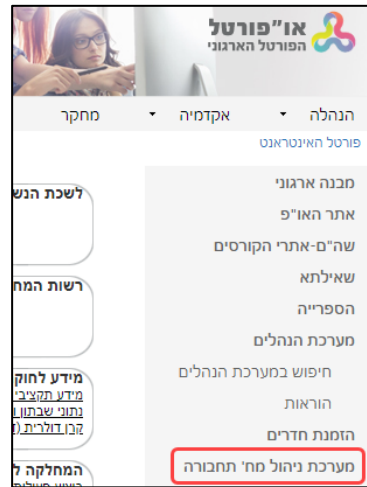 או"פורטל
הפורטל הארגוני
הנהלה
אקדמיה
מחקר
פורטל האינטראנט
מבנה ארגוני
אתר האו"פ
שה"ם-אתרי הקורסים
שאילתא
הספרייה
מערכת הנהלים
חיפוש במערכת הנהלים
הוראות
הזמנת חדרים
מערכת ניהול מח' תחבורה
לשכת הנש
רשות המח
מידע לחוק
מידע תקציבי
נתוני שבתון ו
קרן דולרית (ד
המחלקה ל